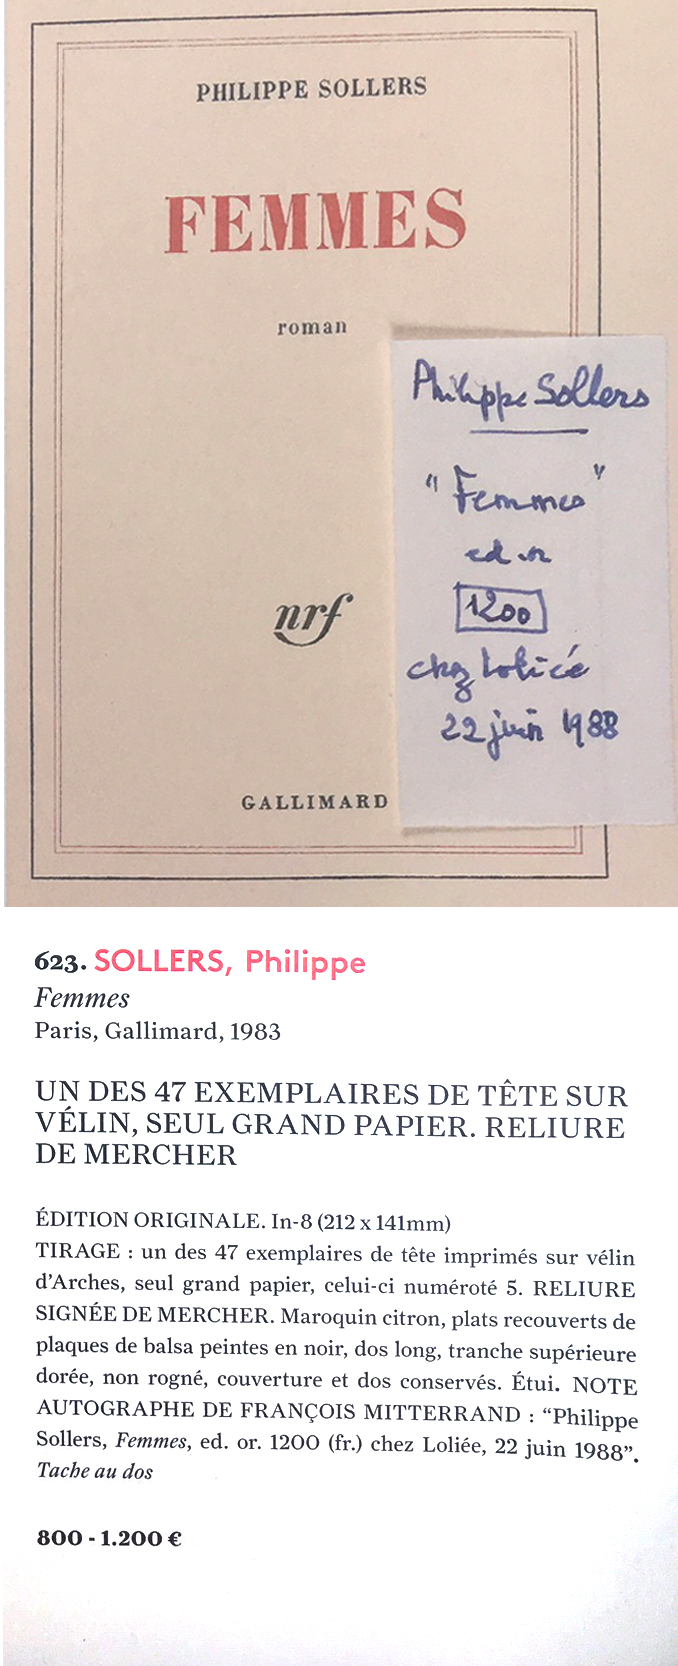 PHILIPPE SOLLERS
FEMMES
roman
nrf
GALLIMARD
Philippe Sollers
"Femmes"
ed or
1200
chez Loliée
22 juin 1988
623. SOLLERS, Philippe
Femmes
Paris, Gallimard, 1983
UN DES 47 EXEMPLAIRES DE TÊTE SUR
VÉLIN, SEUL GRAND PAPIER. RELIURE
DE MERCHER
ÉDITION ORIGINALE. In-8 (212 x 141mm)
TIRAGE : un des 47 exemplaires de tête imprimés sur vélin
d'Arches, seul grand papier, celui-ci numéroté 5. RELIURE
SIGNÉE DE MERCHER. Maroquin citron, plats recouverts de
plaques de balsa peintes en noir, dos long, tranche supérieure
dorée, non rogné, couverture et dos conservés. Étui. NOTE
AUTOGRAPHE DE FRANÇOIS MITTERRAND : “Philippe
Sollers, Femmes, ed. or. 1200 (fr.) chez Loliée, 22 juin 1988”.
Tache au dos
800 - 1.200 €